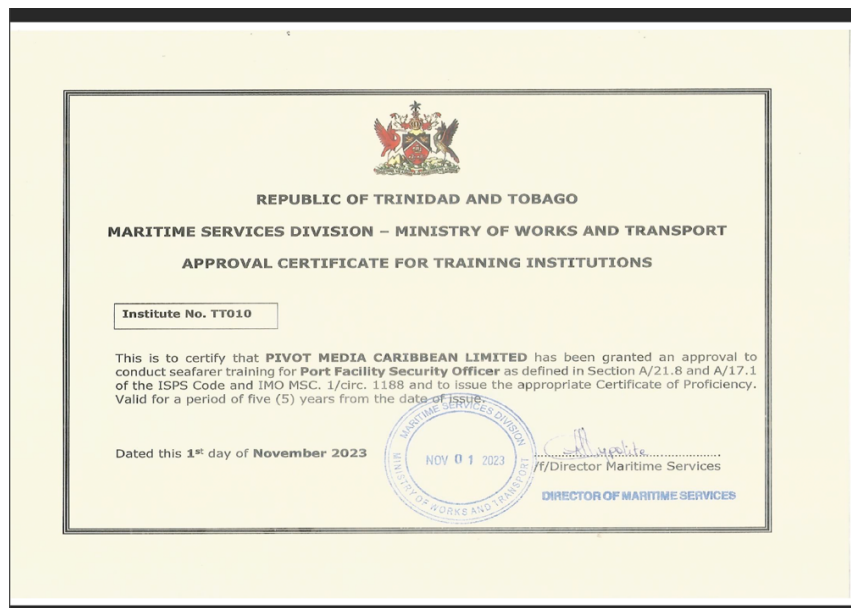 REPUBLIC OF TRINIDAD AND TOBAGO
MARITIME SERVICES DIVISION – MINISTRY OF WORKS AND TRANSPORT
APPROVAL CERTIFICATE FOR TRAINING INSTITUTIONS
Institute No. TT010
This is to certify that PIVOT MEDIA CARIBBEAN LIMITED has been granted an approval to
conduct seafarer training for Port Facility Security Officer as defined in Section A/21.8 and A/17.1
of the ISPS Code and IMO MSC. 1/circ. 1188 and to issue the appropriate Certificate of Proficiency.
Valid for a period of five (5) years from the date of issue.
MARITIME SERVICES DIVISION
Dated this 1st day of November 2023
NOV 01 2023
/f/Director Maritime Services
MINISTRY OF WORKS AND TRANSPORT
DIRECTOR OF MARITIME SERVICES